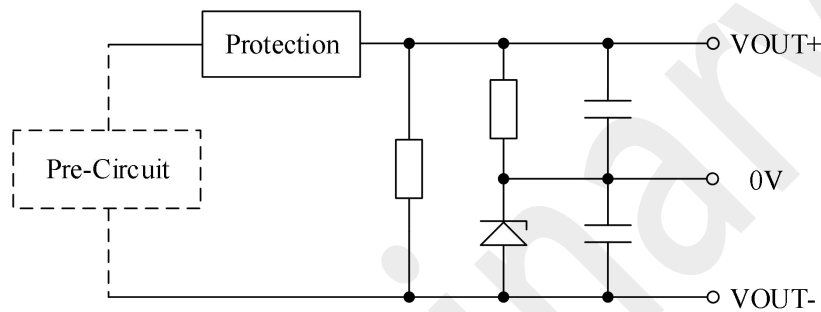 Protection
VOUT+
Pre-Circuit
0V
VOUT-